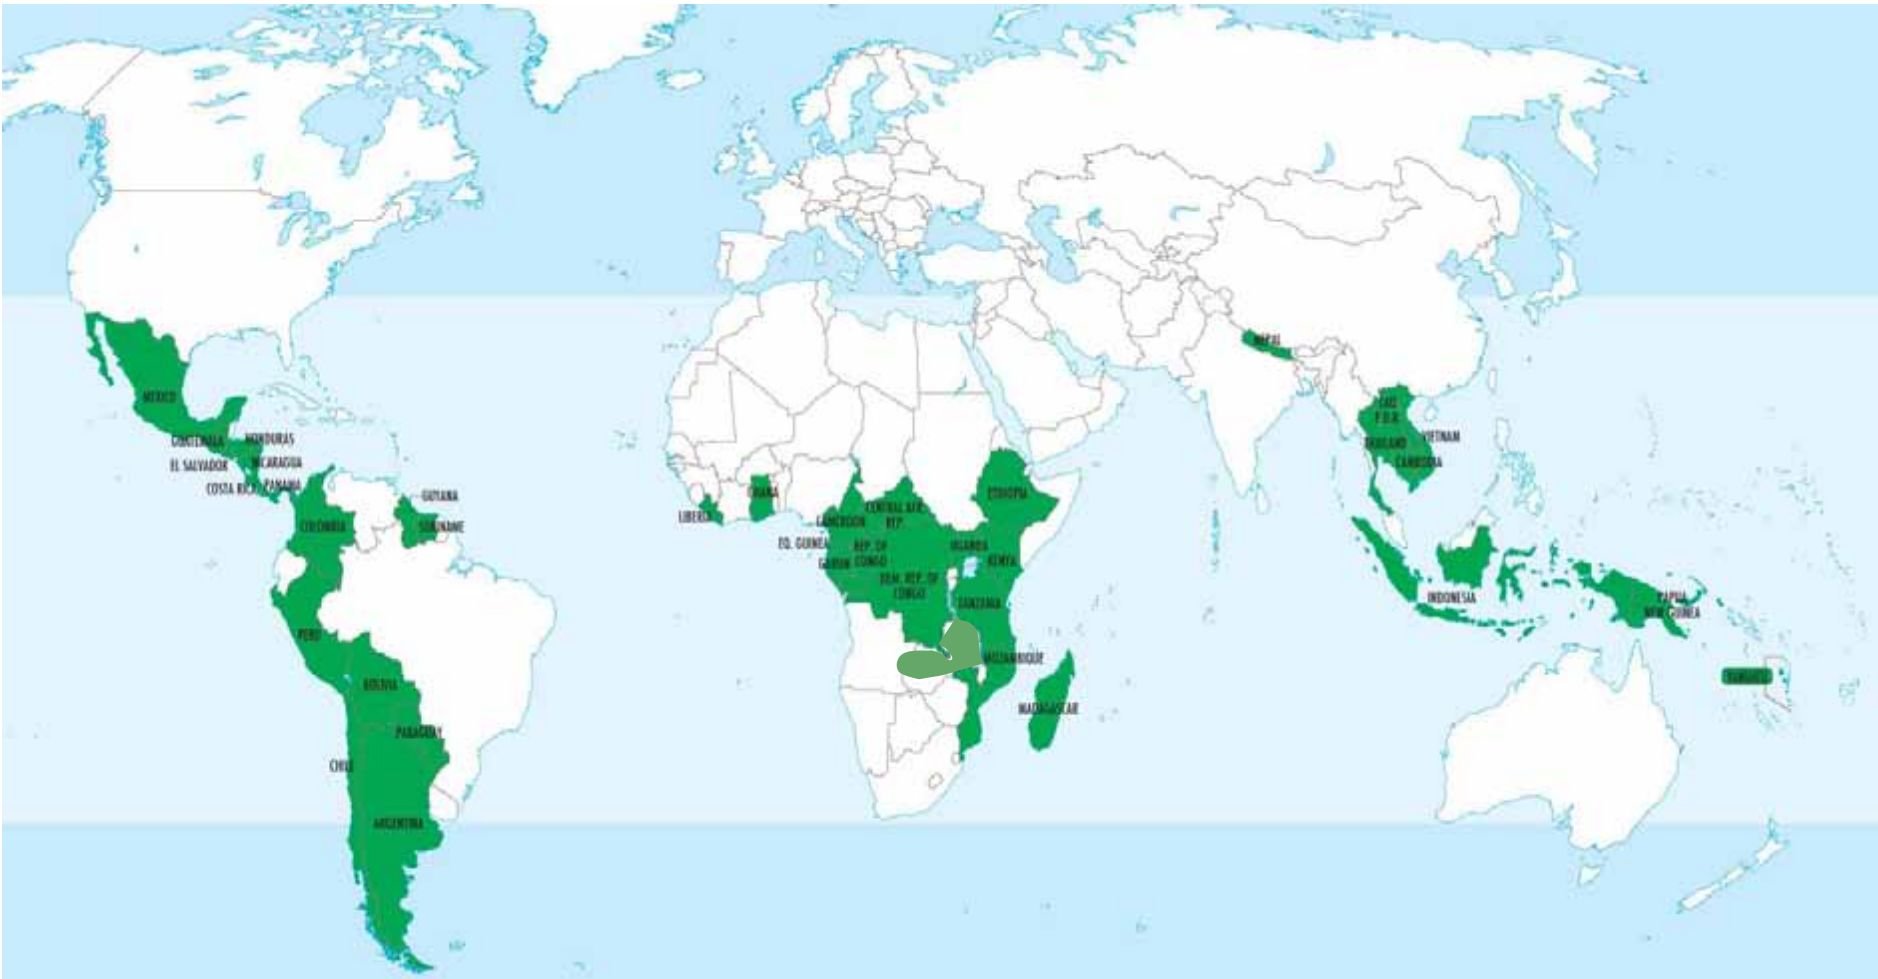 MEXICO
GUATEMALA
HONDURAS
EL SALVADOR
NICARAGUA
COSTA RICA
PANAMA
GUYANA
COLOMBIA
SURINAME
PERU
BOLIVIA
PARAGUAY
CHILE
ARGENTINA
LIBERIA
GHANA
CAMEROON
CENTRAL AFR.
REP.
ETHIOPIA
EQ. GUINEA
REP. OF
CONGO
GABON
UGANDA
KENYA
DEM. REP. OF
CONGO
TANZANIA
MOZAMBIQUE
MADAGASCAR
NEPAL
LAO
P.D.R.
THAILAND
VIETNAM
CAMBODIA
INDONESIA
PAPUA
NEW GUINEA
VANUATU